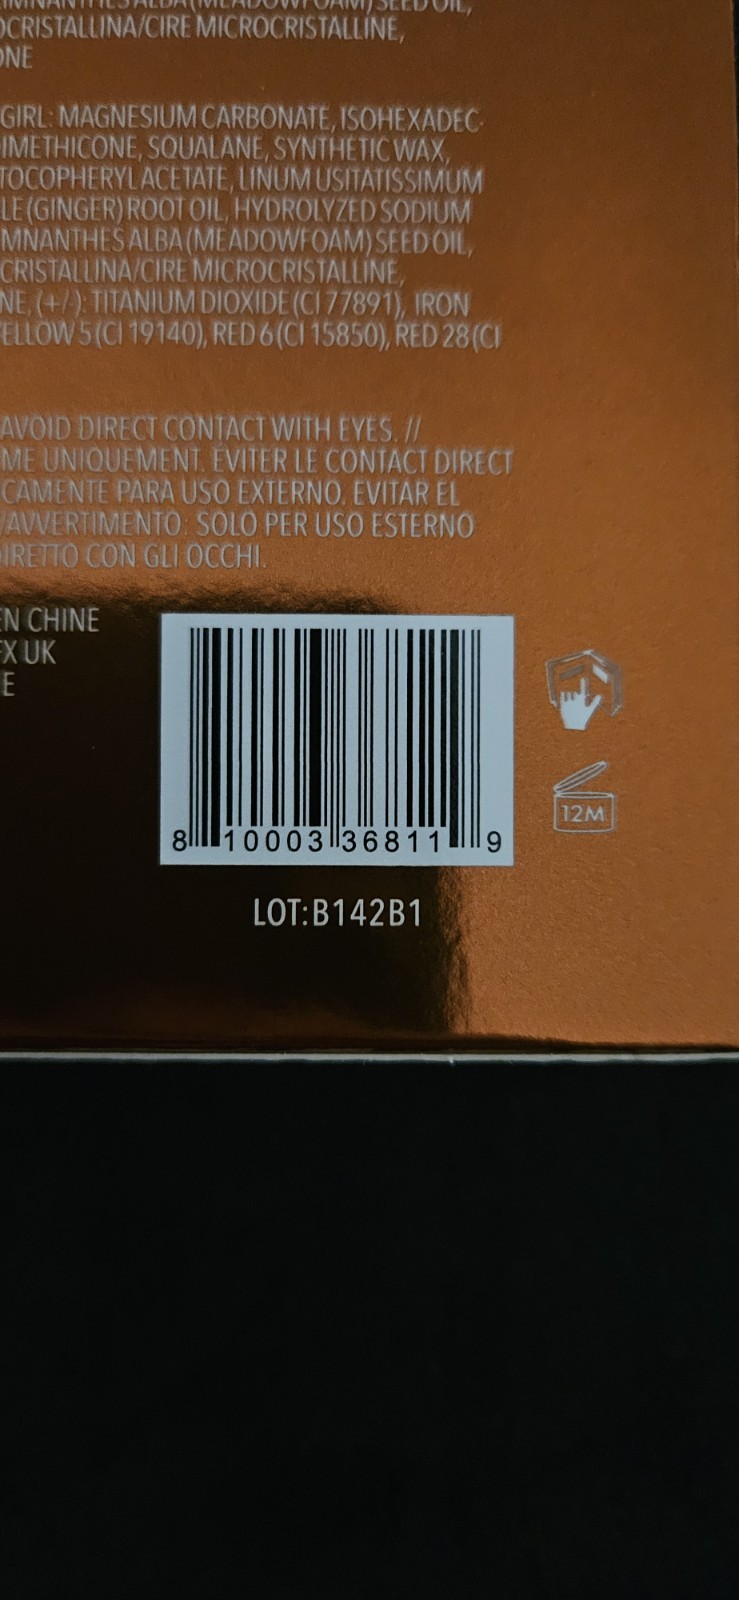 (MEADOWFOAM) SEED OIL,
OCRISTALLINA/CIRE MICROCRISTALLINE,
ONE
GIRL: MAGNESIUM CARBONATE, ISOHEXADEC-
IMETHICONE, SQUALANE, SYNTHETIC WAX,
TOCOPHERYL ACETATE, LINUM USITATISSIMUM
LE (GINGER) ROOT OIL, HYDROLYZED SODIUM
MNANTHES ALBA (MEADOWFOAM) SEED OIL,
CRISTALLINA/CIRE MICROCRISTALLINE,
NE, (+/-): TITANIUM DIOXIDE (CI 77891), IRON
YELLOW 5 (CI 19140), RED 6 (CI 15850), RED 28 (CI
AVOID DIRECT CONTACT WITH EYES. //
ME UNIQUEMENT. ÉVITER LE CONTACT DIRECT
CAMENTE PARA USO EXTERNO. EVITAR EL
/AVVERTIMENTO: SOLO PER USO ESTERNO
DIRETTO CON GLI OCCHI.
EN CHINE
FX UK
E
12M
8 10003 36811 9
LOT:B142B1